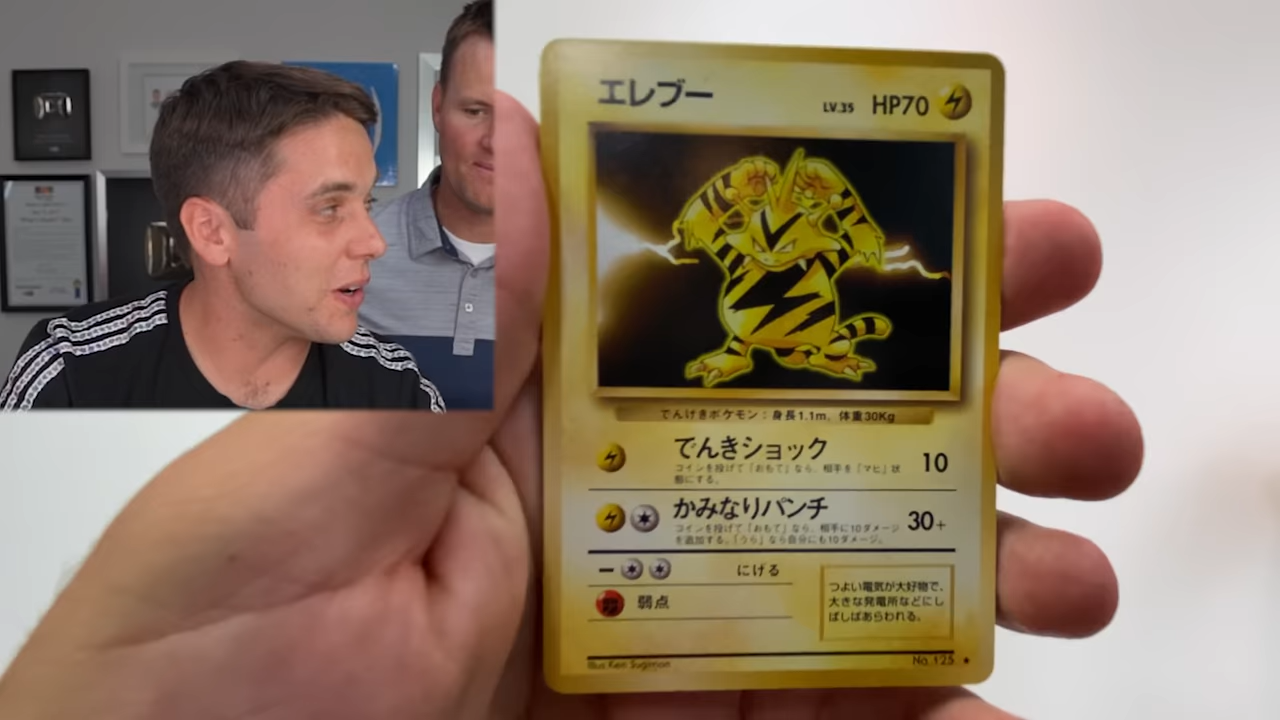 エレブー
LV.35 HP70
でんげきポケモン:身長1.1m, 体重30Kg
でんきショック 10
コインを投げて「おもて」なら、相手を「マヒ」状
態にする。
かみなりパンチ 30+
コインを投げて「おもて」なら、相手に10ダメージ
を追加する。「うら」なら自分にも10ダメージ。
にげる
弱点
つよい電気が大好物で、
大きな発電所などにし
ばしばあらわれる。
Illus. Ken Sugimori
No. 125